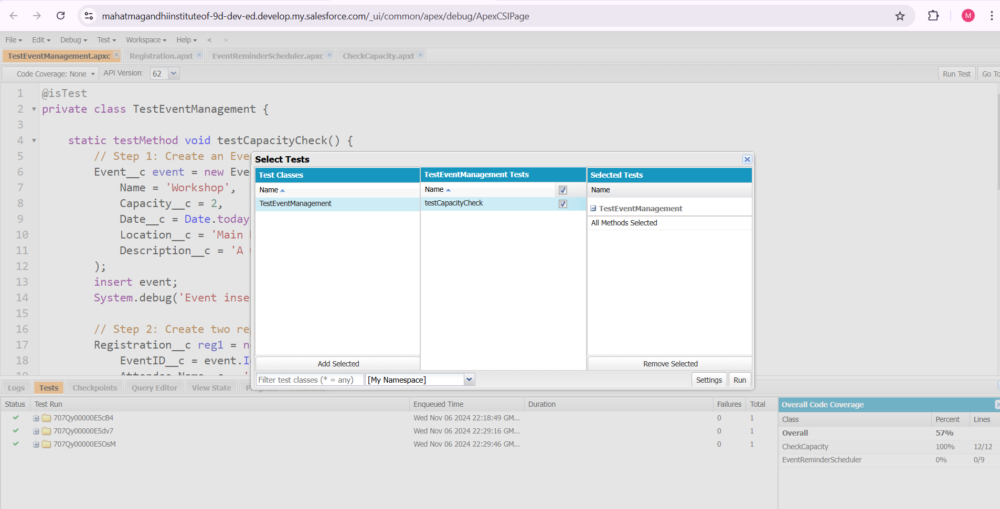 mahatmagandhiinstituteof-9d-dev-ed.develop.my.salesforce.com/_ui/common/apex/debug/ApexCSIPage
M
File Edit Debug Test Workspace Help < >
TestEventManagement.apxc Registration.apxt EventReminderScheduler.apxc CheckCapacity.apxt
Code Coverage: None API Version: 62 Run Test Go To
1 @isTest
2 private class TestEventManagement {
3
4 static testMethod void testCapacityCheck() {
5 // Step 1: Create an Eve
6 Event__c event = new Eve
7 Name = 'Workshop',
8 Capacity__c = 2,
9 Date__c = Date.today
10 Location__c = 'Main
11 Description__c = 'A
12 );
13 insert event;
14 System.debug('Event inse
15
16 // Step 2: Create two re
17 Registration__c reg1 = n
18 EventID__c = event.I
Select Tests
Test Classes TestEventManagement Tests Selected Tests
Name Name Name
TestEventManagement testCapacityCheck TestEventManagement
All Methods Selected
Add Selected Remove Selected
Filter test classes (* = any) [My Namespace] Settings Run
Logs Tests Checkpoints Query Editor View State
Status Test Run Enqueued Time Duration Failures Total
707Qy00000E5cB4 Wed Nov 06 2024 22:18:49 GM... 0 1
707Qy00000E5dv7 Wed Nov 06 2024 22:29:16 GM... 0 1
707Qy00000E5OsM Wed Nov 06 2024 22:29:46 GM... 0 1
Overall Code Coverage
Class Percent Lines
Overall 57%
CheckCapacity 100% 12/12
EventReminderScheduler 0% 0/9